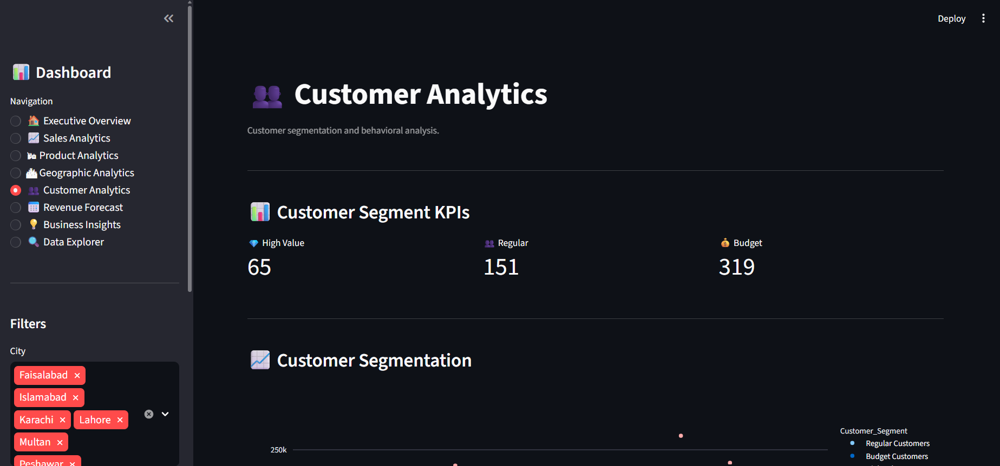 Deploy
Dashboard
Navigation
Executive Overview
Sales Analytics
Product Analytics
Geographic Analytics
Customer Analytics
Revenue Forecast
Business Insights
Data Explorer
Filters
City
Faisalabad ×
Islamabad ×
Karachi × Lahore ×
Multan ×
Peshawar ×
Customer Analytics
Customer segmentation and behavioral analysis.
Customer Segment KPIs
High Value Regular Budget
65 151 319
Customer Segmentation
250k
Customer_Segment
Regular Customers
Budget Customers